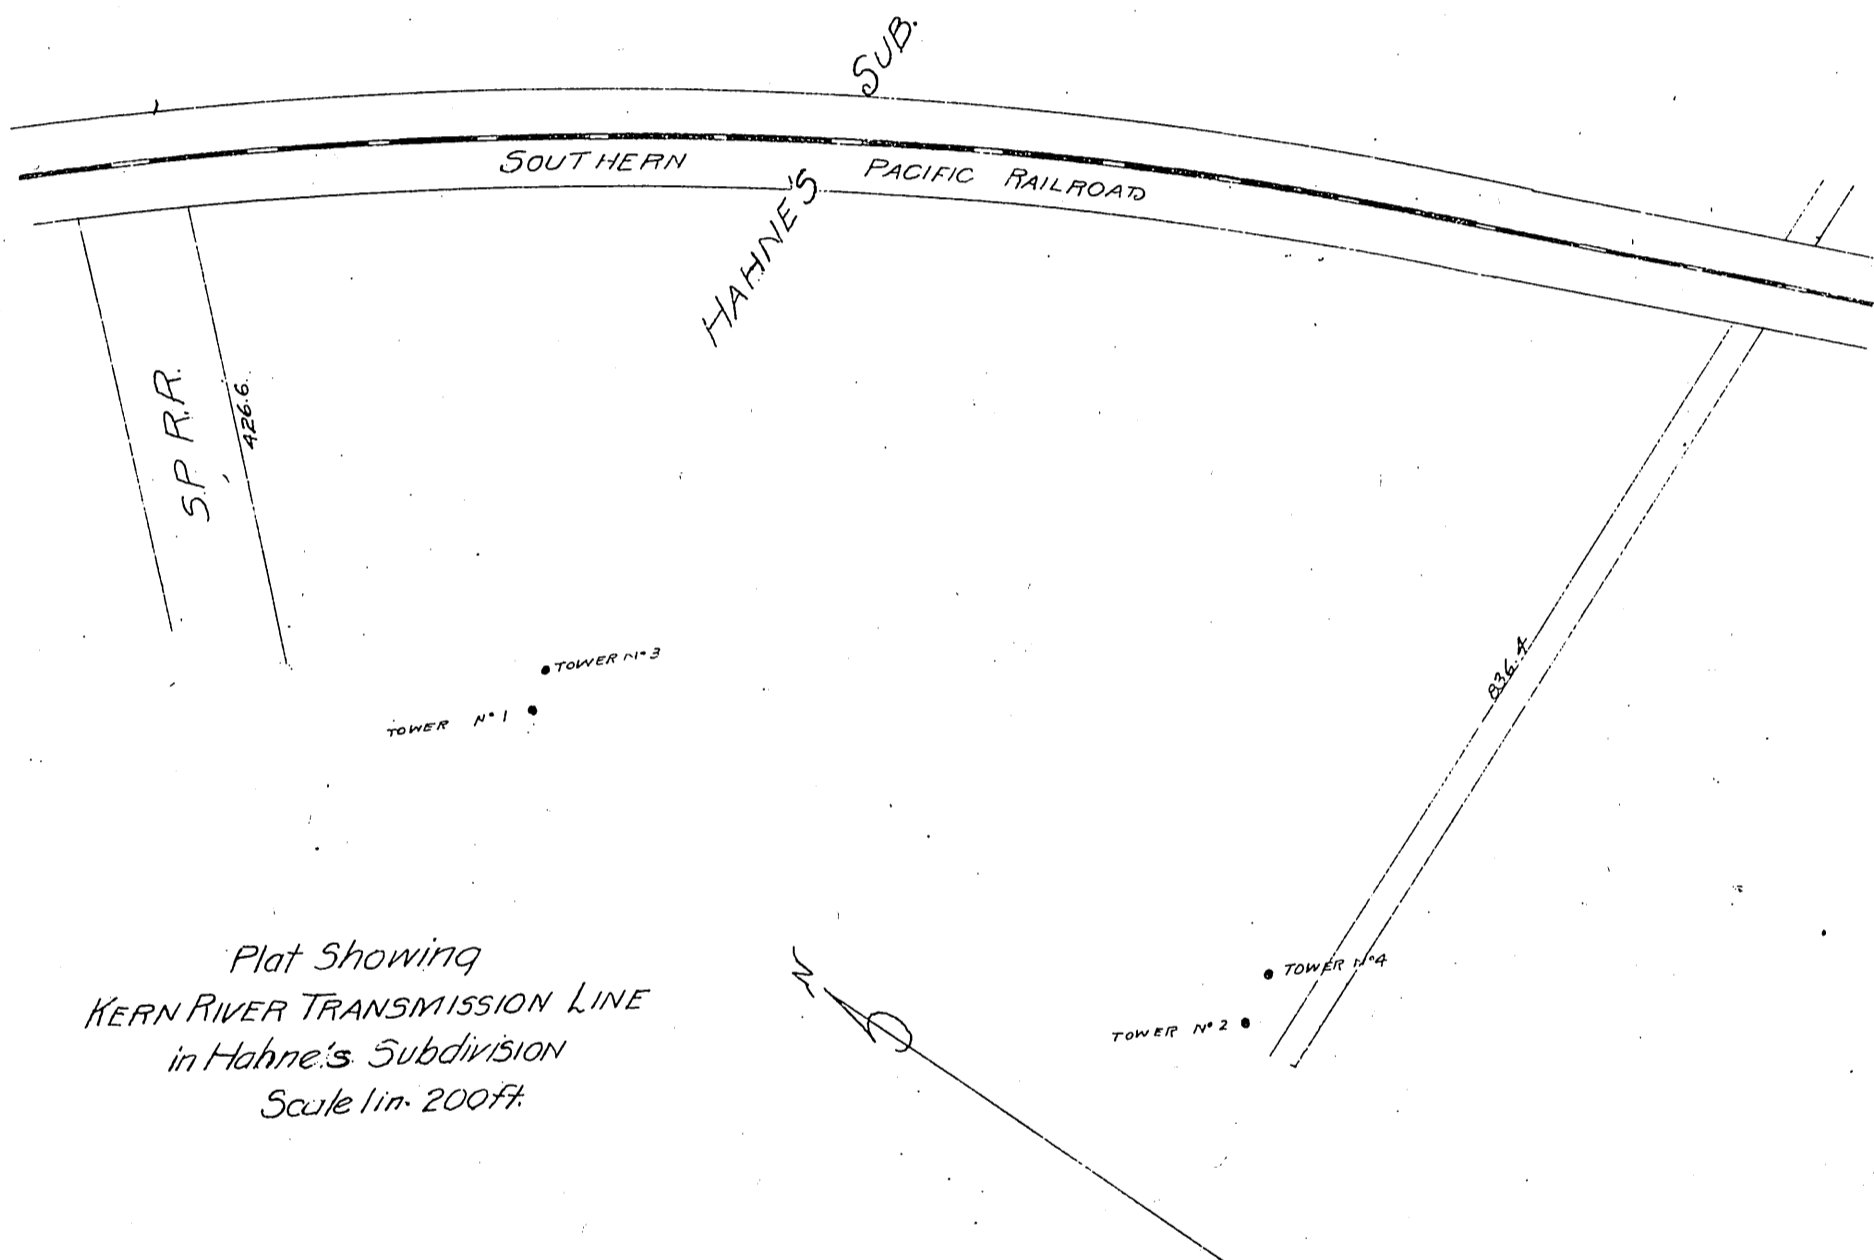 SUB.
SOUTHERN PACIFIC RAILROAD
HAHNE'S
S.P. R.R.
426.6
836.4
TOWER Nº 3
TOWER Nº 1
TOWER Nº 4
TOWER Nº 2
N
Plat Showing
KERN RIVER TRANSMISSION LINE
in Hahne's Subdivision
Scale 1in. 200ft.